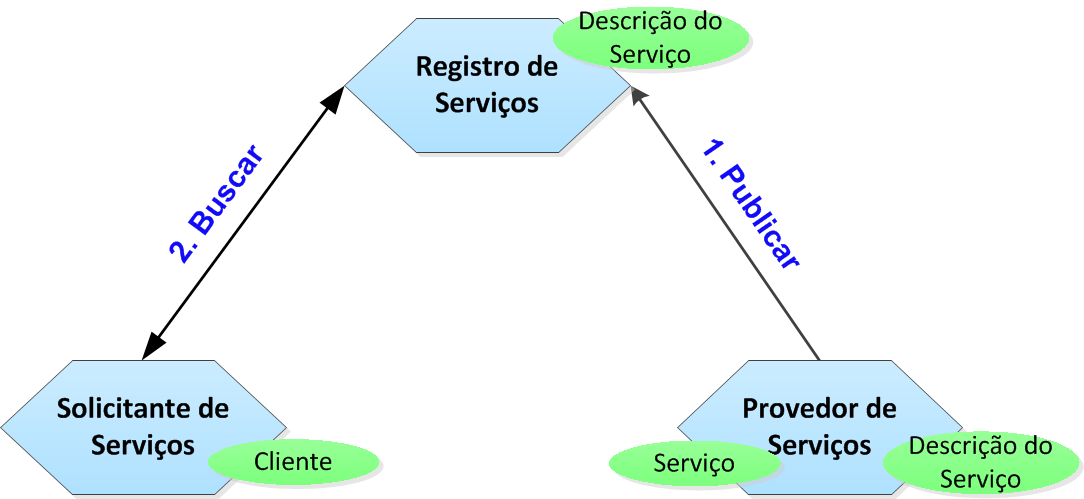 Descrição do
Serviço
Registro de
Serviços
2. Buscar
1. Publicar
Solicitante de
Serviços
Cliente
Provedor de
Serviços
Serviço
Descrição do
Serviço